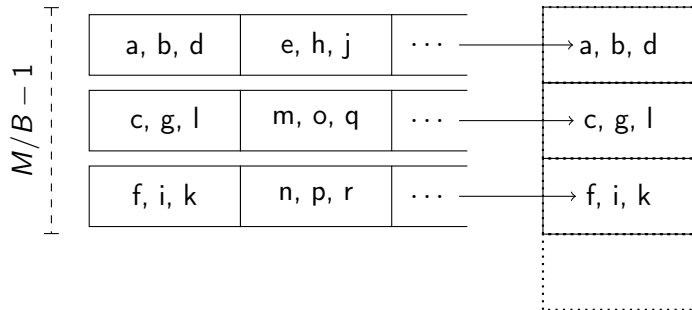 M/B − 1
a, b, d e, h, j ··· a, b, d
c, g, l m, o, q ··· c, g, l
f, i, k n, p, r ··· f, i, k